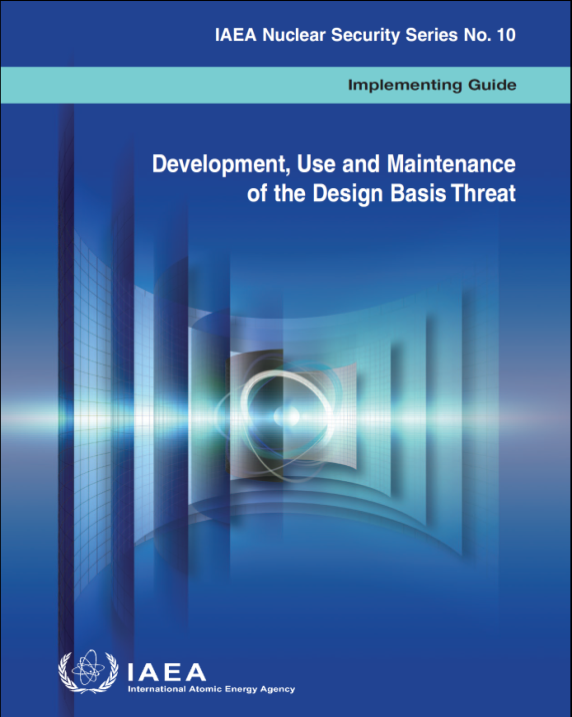 IAEA Nuclear Security Series No. 10
Implementing Guide
Development, Use and Maintenance
of the Design Basis Threat
IAEA
International Atomic Energy Agency